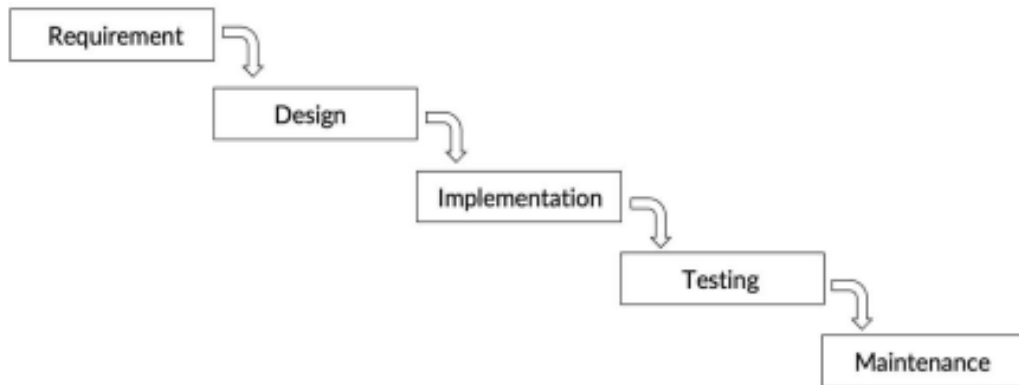 Requirement
Design
Implementation
Testing
Maintenance